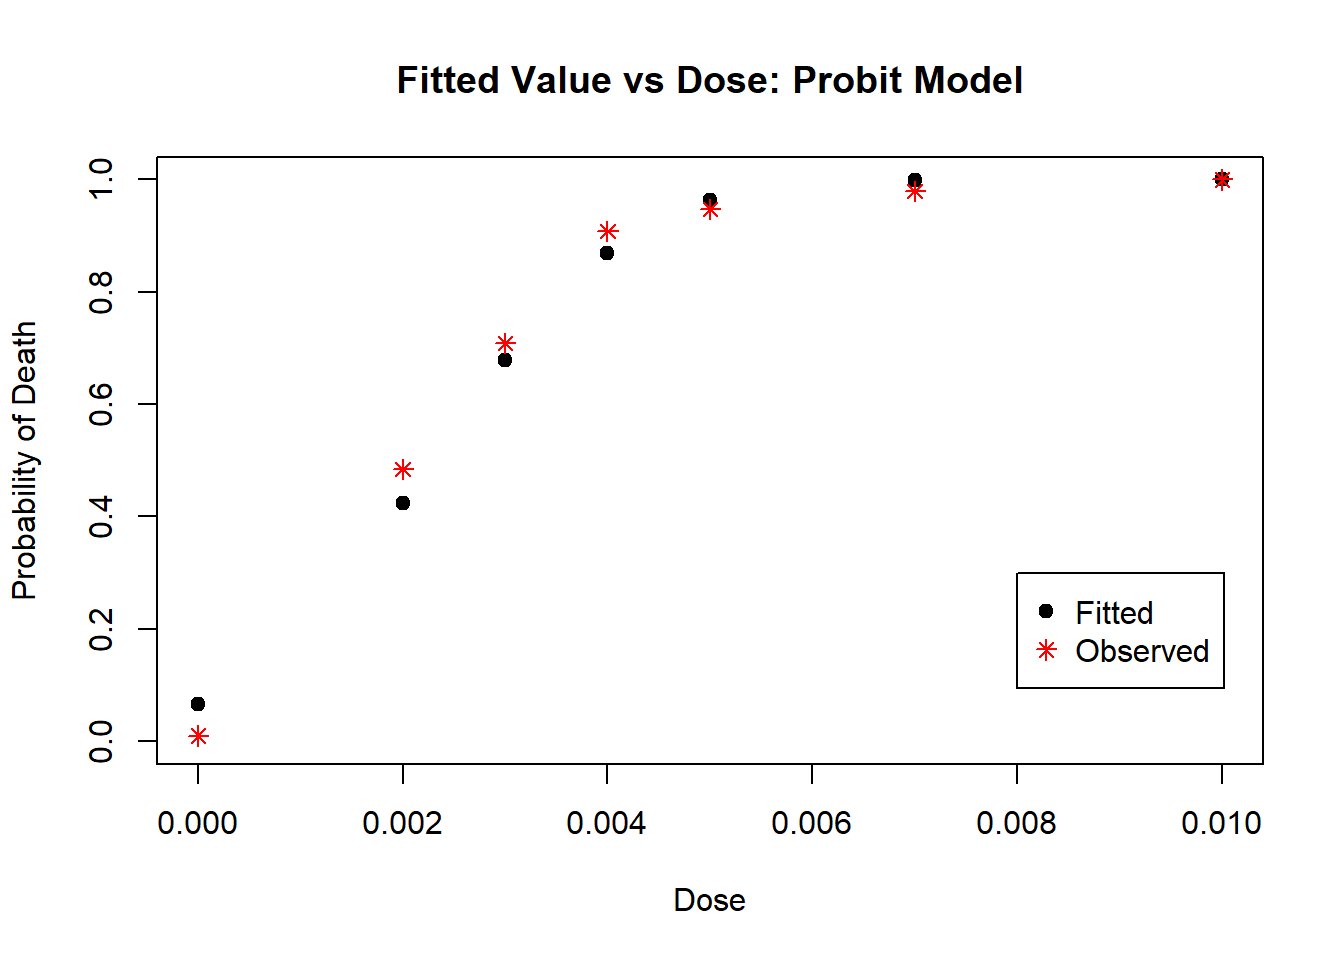 Fitted Value vs Dose: Probit Model
Probability of Death
1.0
0.8
0.6
0.4
0.2
0.0
Fitted
Observed
0.000 0.002 0.004 0.006 0.008 0.010
Dose